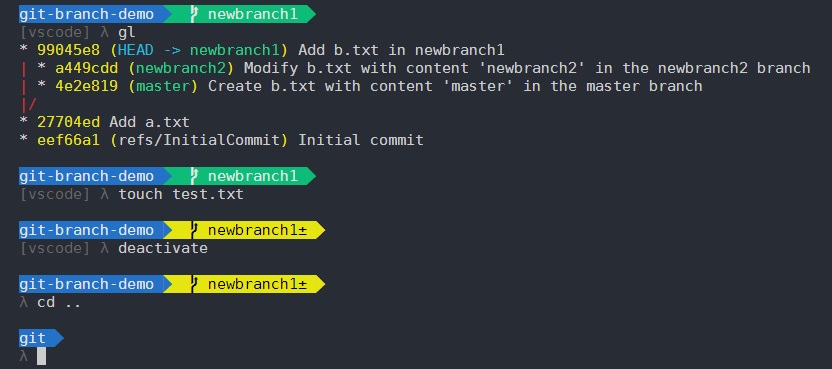 git-branch-demo newbranch1
[vscode] λ gl
* 99045e8 (HEAD -> newbranch1) Add b.txt in newbranch1
| * a449cdd (newbranch2) Modify b.txt with content 'newbranch2' in the newbranch2 branch
| * 4e2e819 (master) Create b.txt with content 'master' in the master branch
|/
* 27704ed Add a.txt
* eef66a1 (refs/InitialCommit) Initial commit
git-branch-demo newbranch1
[vscode] λ touch test.txt
git-branch-demo newbranch1±
[vscode] λ deactivate
git-branch-demo newbranch1±
λ cd ..
git
λ